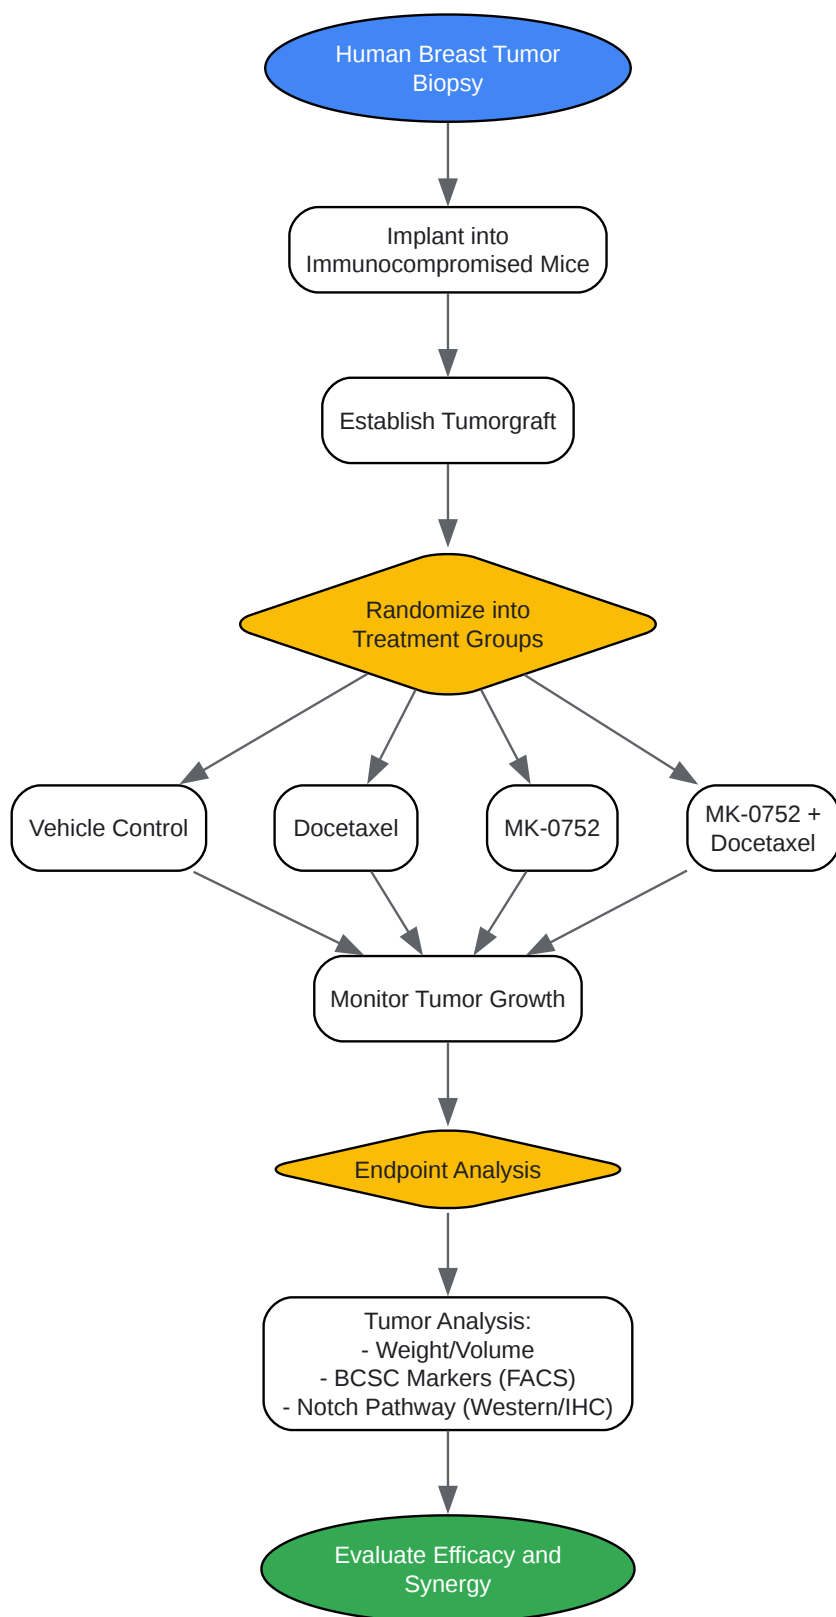 Human Breast Tumor
Biopsy
Implant into
Immunocompromised Mice
Establish Tumorgraft
Randomize into
Treatment Groups
Vehicle Control
Docetaxel
MK-0752
MK-0752 +
Docetaxel
Monitor Tumor Growth
Endpoint Analysis
Tumor Analysis:
- Weight/Volume
- BCSC Markers (FACS)
- Notch Pathway (Western/IHC)
Evaluate Efficacy and
Synergy